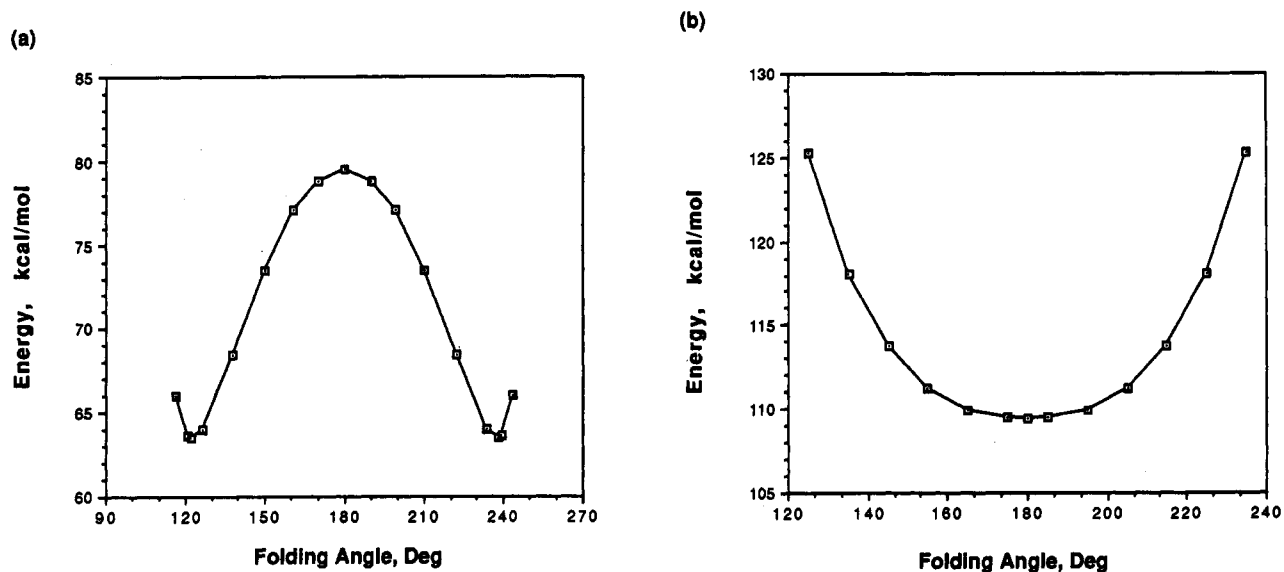 (a)
85
80
75
70
65
60
Energy, kcal/mol
90 120 150 180 210 240 270
Folding Angle, Deg
(b)
130
125
120
115
110
105
Energy, kcal/mol
120 140 160 180 200 220 240
Folding Angle, Deg